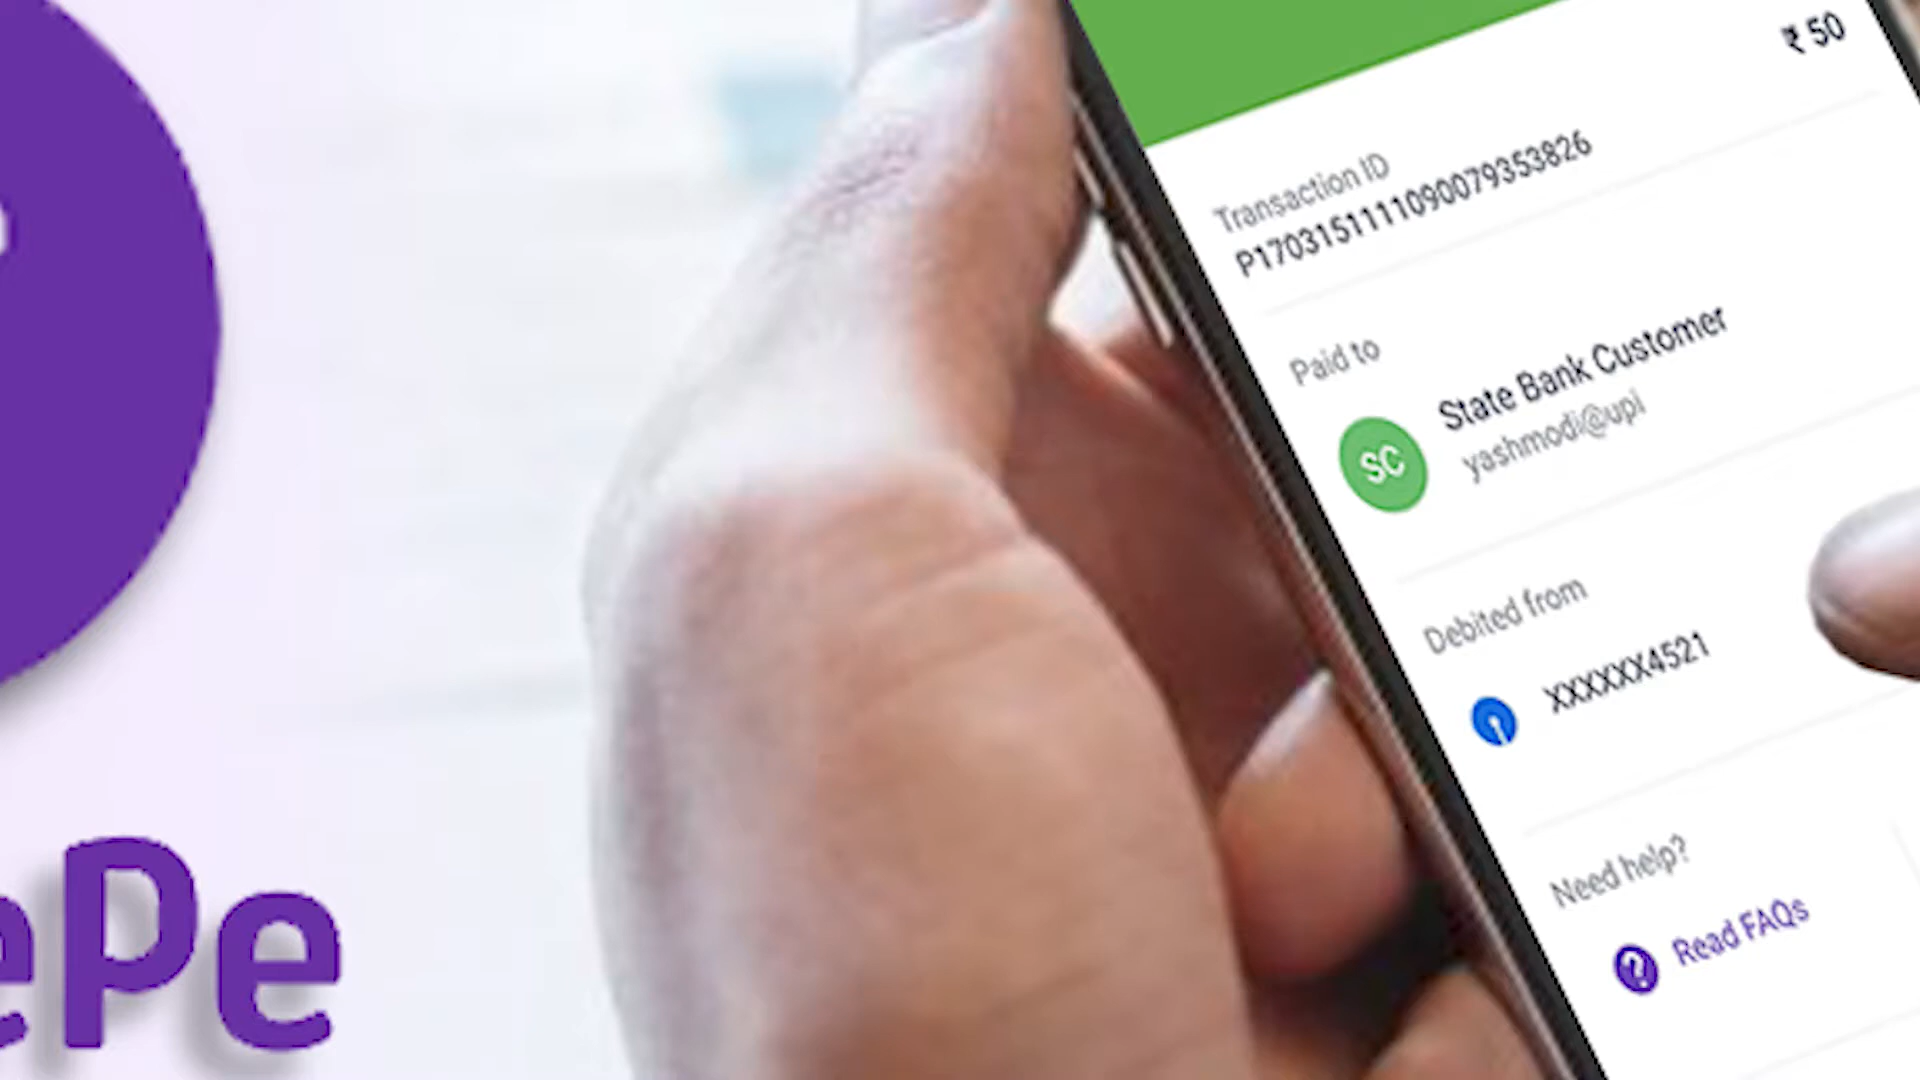 ePe
₹ 50
Transaction ID
P1703151111090079353826
Paid to
SC
State Bank Customer
yashmodi@upi
Debited from
XXXXXX4521
Need help?
Read FAQs